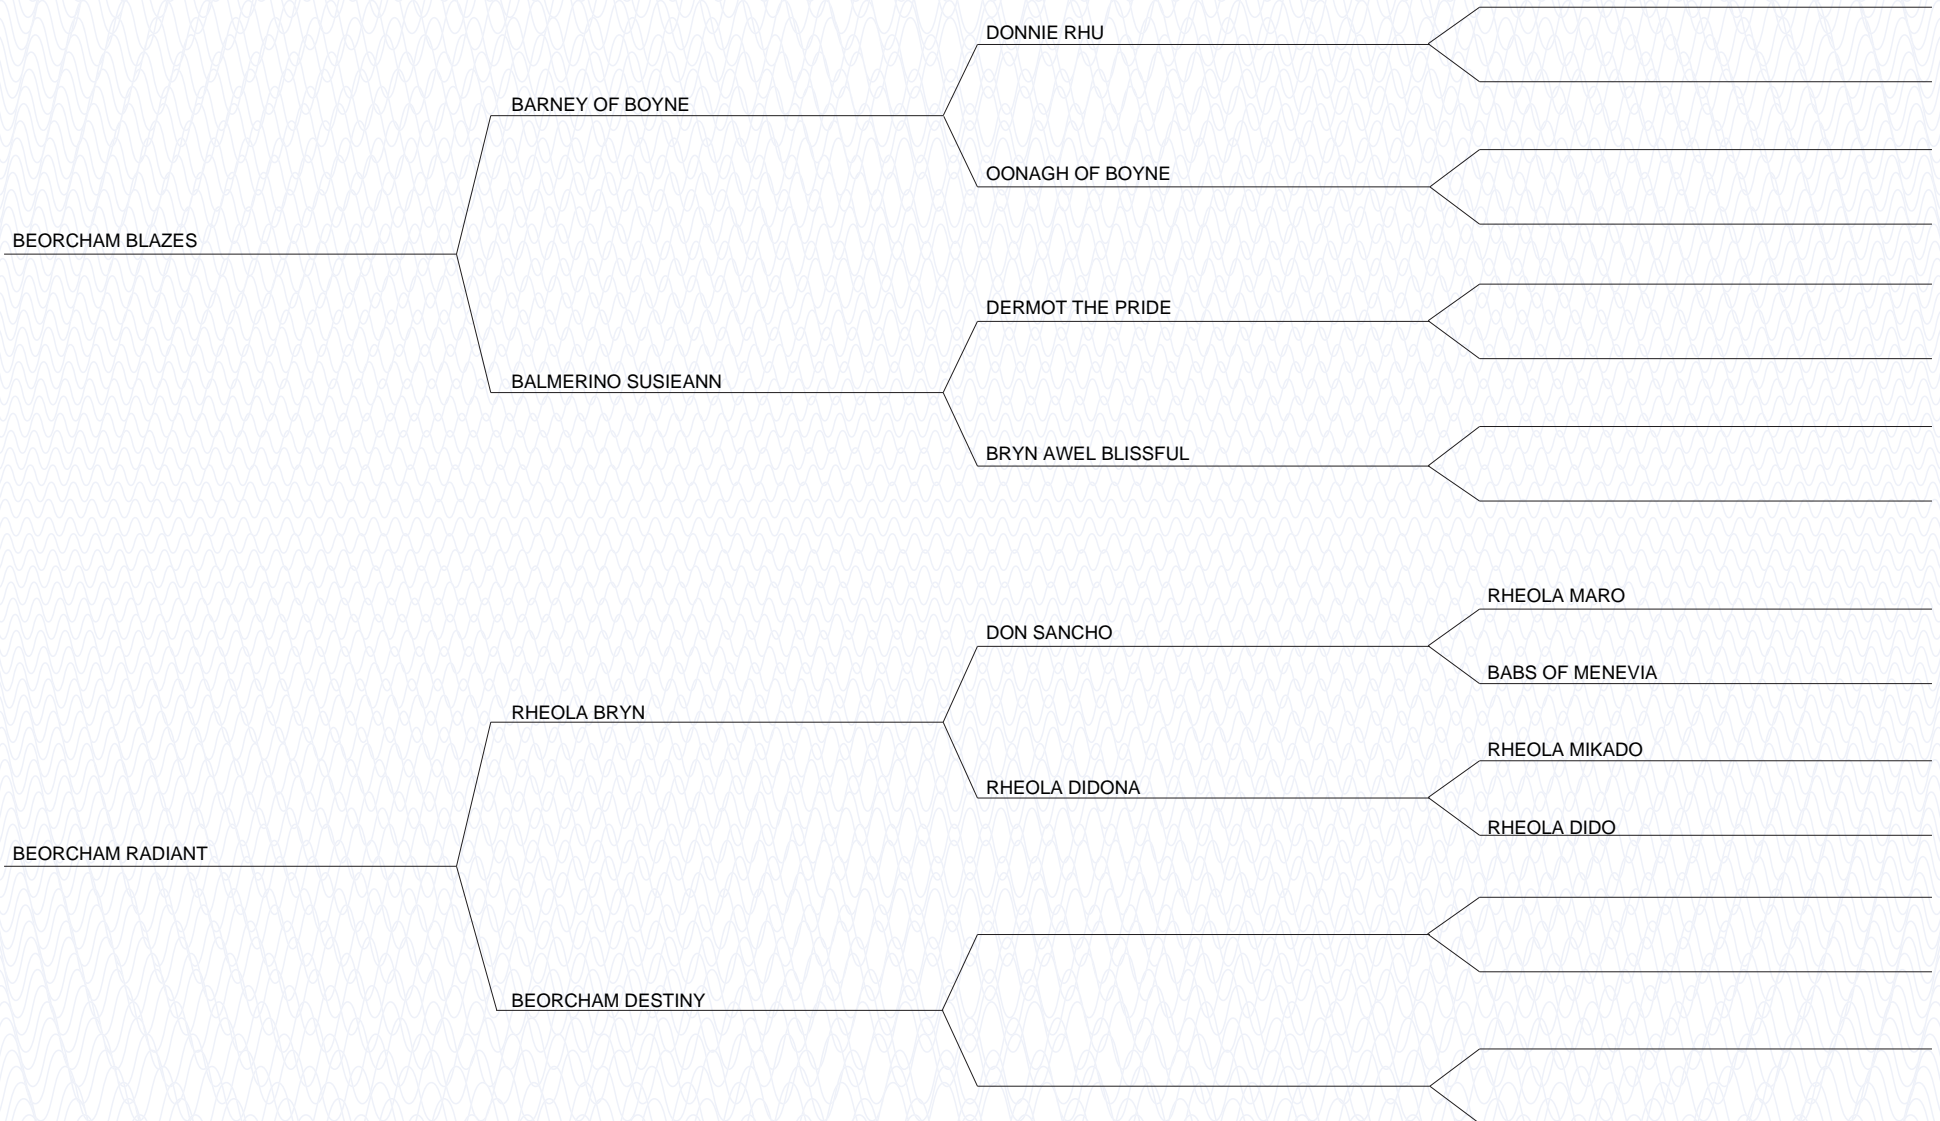 DONNIE RHU
BARNEY OF BOYNE
OONAGH OF BOYNE
BEORCHAM BLAZES
DERMOT THE PRIDE
BALMERINO SUSIEANN
BRYN AWEL BLISSFUL
RHEOLA MARO
DON SANCHO
BABS OF MENEVIA
RHEOLA BRYN
RHEOLA MIKADO
RHEOLA DIDONA
RHEOLA DIDO
BEORCHAM RADIANT
BEORCHAM DESTINY